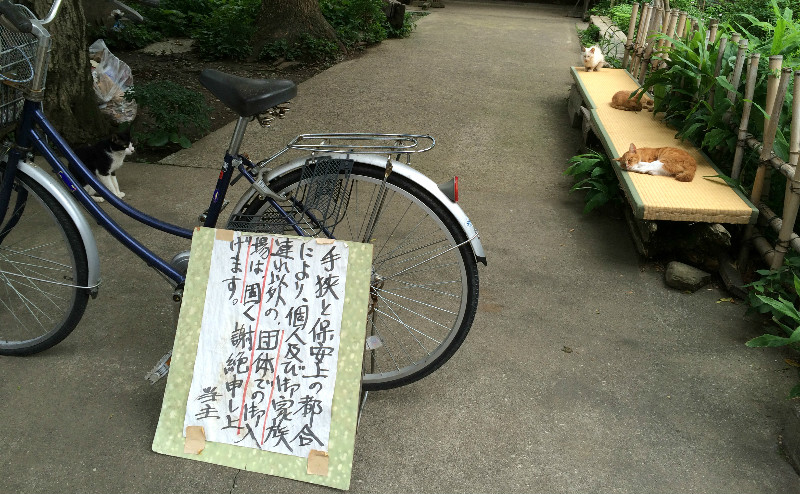 手狭と保安上の都合
により、個人及び御家族
連れ以外の、団体での御入
場は固く謝絶申し上
げます。
当主